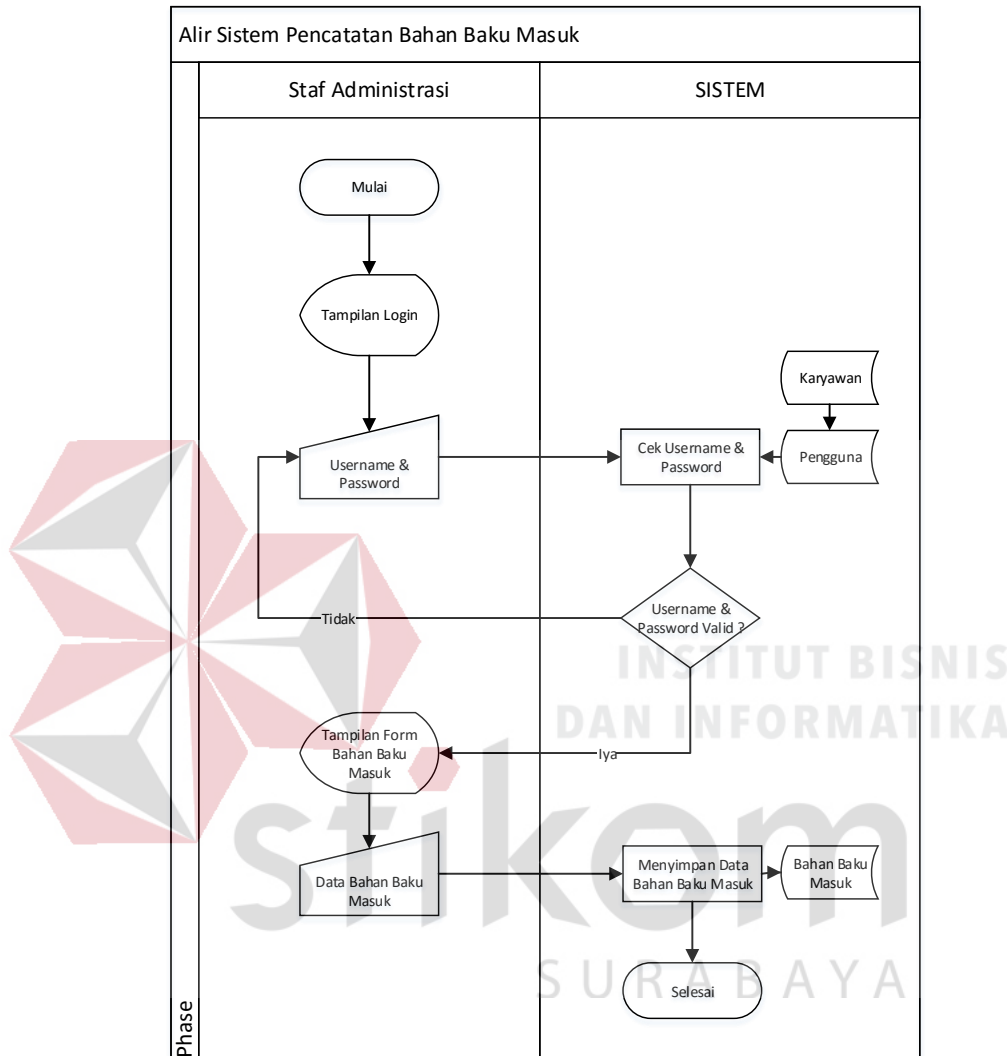 Alir Sistem Pencatatan Bahan Baku Masuk
Staf Administrasi
SISTEM
Mulai
Tampilan Login
Karyawan
Username &
Password
Cek Username &
Password
Pengguna
Username &
Password Valid ?
Tidak
INSTITUT BISNIS
DAN INFORMATIKA
Tampilan Form
Bahan Baku
Masuk
Iya
stikom
Data Bahan Baku
Masuk
Menyimpan Data
Bahan Baku Masuk
Bahan Baku
Masuk
SURABAYA
Selesai
Phase